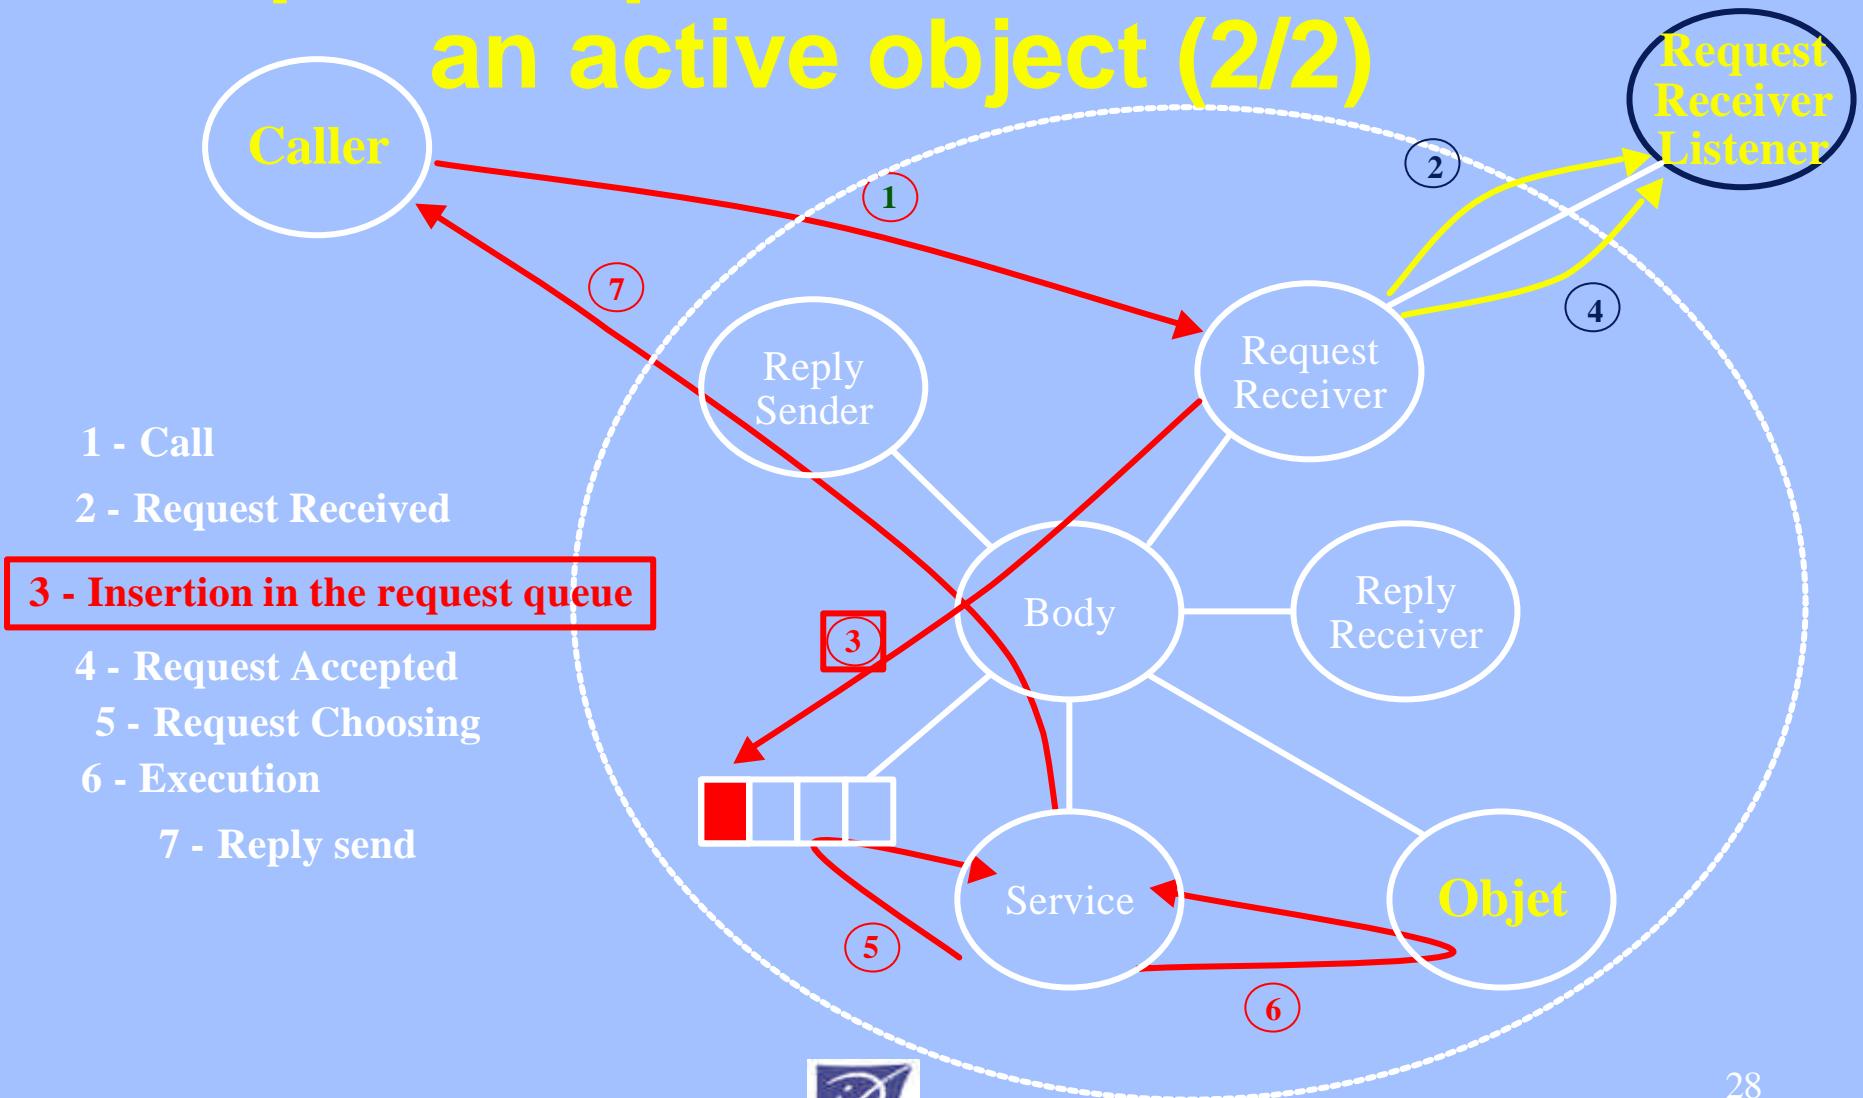 an active object (2/2)
Request
Receiver
Listener
Caller
1
2
7
4
Reply
Sender
Request
Receiver
1 - Call
2 - Request Received
3 - Insertion in the request queue
4 - Request Accepted
5 - Request Choosing
6 - Execution
7 - Reply send
3
Body
Reply
Receiver
Service
Objet
5
6
28